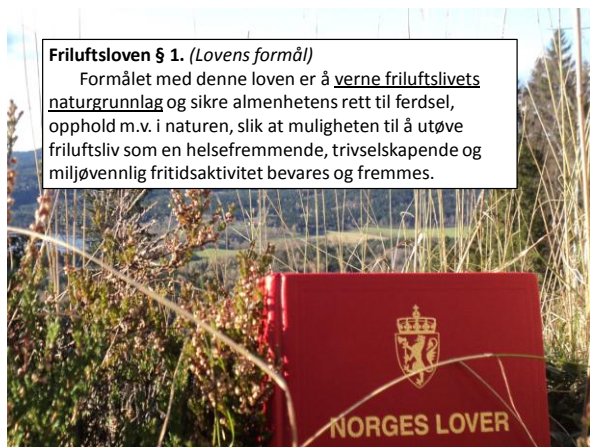 Friluftsloven § 1. (Lovens formål)
Formålet med denne loven er å verne friluftslivets
naturgrunnlag og sikre almenhetens rett til ferdsel,
opphold m.v. i naturen, slik at muligheten til å utøve
friluftsliv som en helsefremmende, trivselskapende og
miljøvennlig fritidsaktivitet bevares og fremmes.
NORGES LOVER